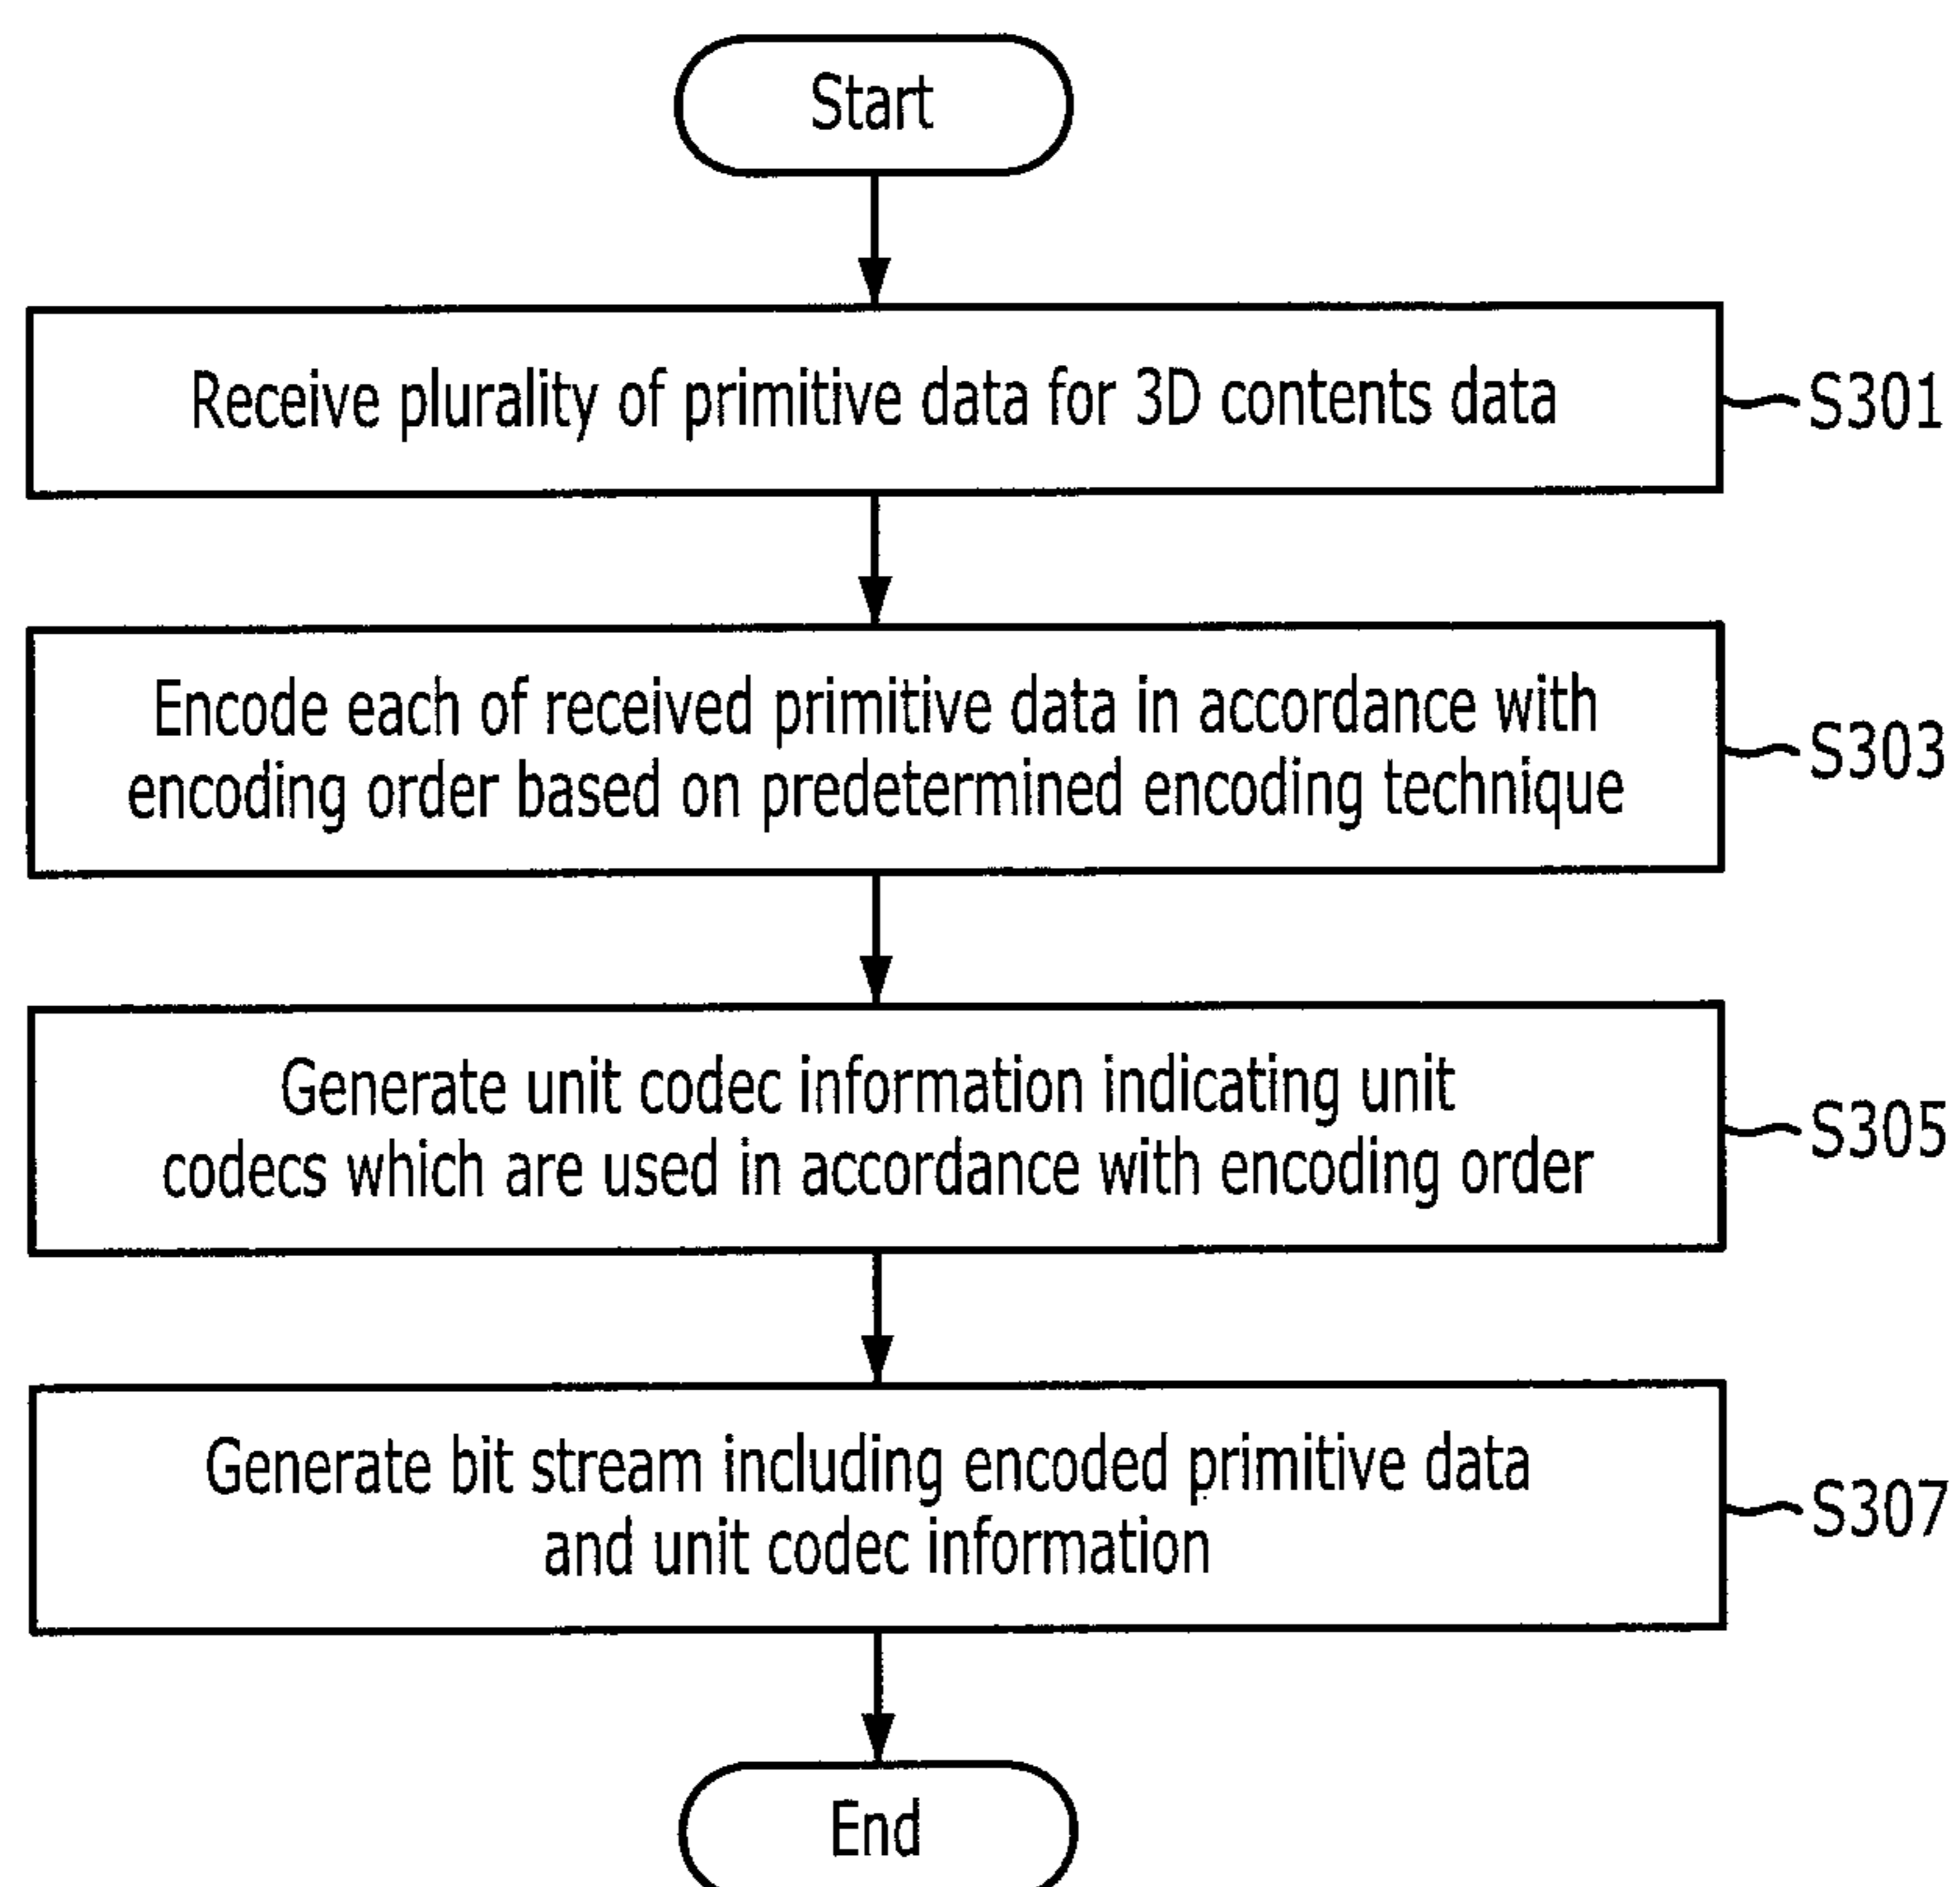 Start
Receive plurality of primitive data for 3D contents data
S301
Encode each of received primitive data in accordance with
encoding order based on predetermined encoding technique
S303
Generate unit codec information indicating unit
codecs which are used in accordance with encoding order
S305
Generate bit stream including encoded primitive data
and unit codec information
S307
End